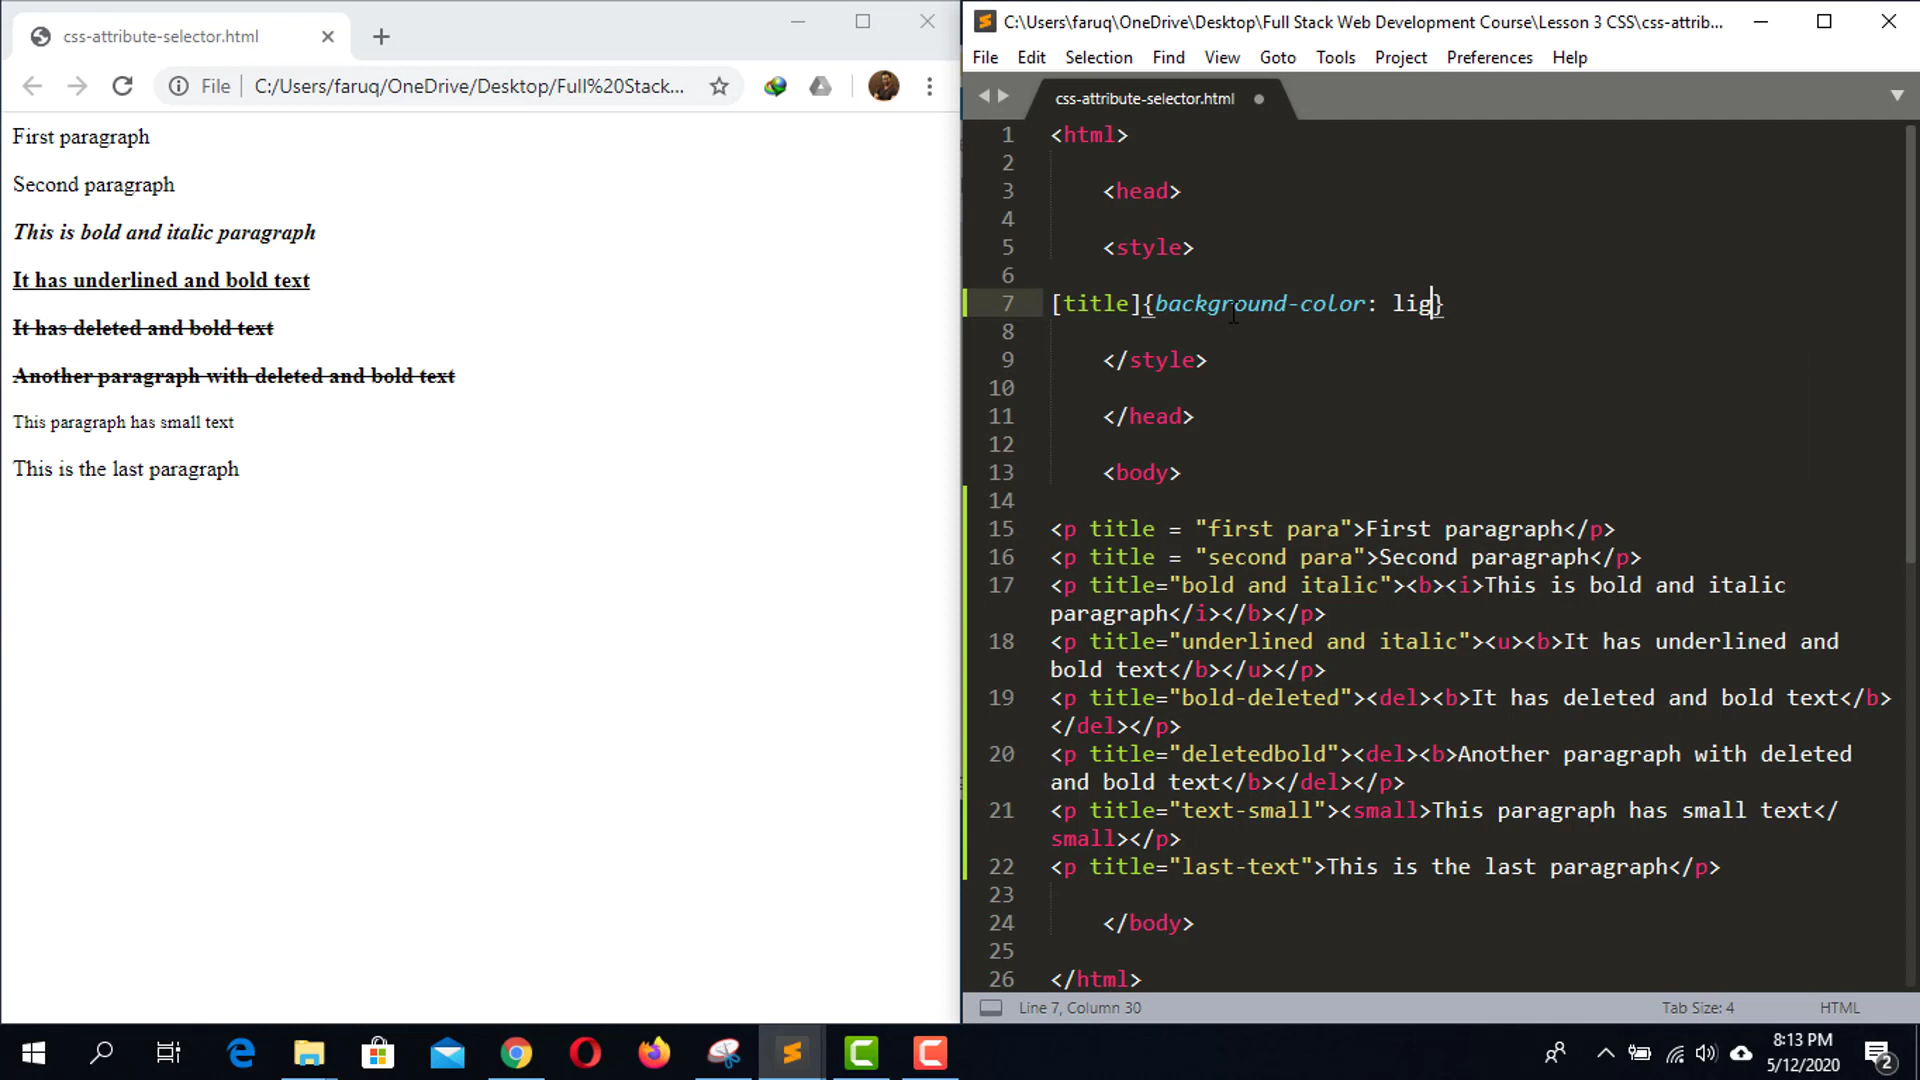 css-attribute-selector.html
File
C:/Users/faruq/OneDrive/Desktop/Full%20Stack...
First paragraph
Second paragraph
This is bold and italic paragraph
It has underlined and bold text
It has deleted and bold text
Another paragraph with deleted and bold text
This paragraph has small text
This is the last paragraph
C:\Users\faruq\OneDrive\Desktop\Full Stack Web Development Course\Lesson 3 CSS\css-attrib...
File Edit Selection Find View Goto Tools Project Preferences Help
css-attribute-selector.html
1 <html>
2
3 <head>
4
5 <style>
6
7 [title]{background-color: lig}
8
9 </style>
10
11 </head>
12
13 <body>
14
15 <p title = "first para">First paragraph</p>
16 <p title = "second para">Second paragraph</p>
17 <p title="bold and italic"><b><i>This is bold and italic
paragraph</i></b></p>
18 <p title="underlined and italic"><u><b>It has underlined and
bold text</b></u></p>
19 <p title="bold-deleted"><del><b>It has deleted and bold text</b>
</del></p>
20 <p title="deletedbold"><del><b>Another paragraph with deleted
and bold text</b></del></p>
21 <p title="text-small"><small>This paragraph has small text</
small></p>
22 <p title="last-text">This is the last paragraph</p>
23
24 </body>
25
26 </html>
Line 7, Column 30
Tab Size: 4
HTML
8:13 PM
5/12/2020
2